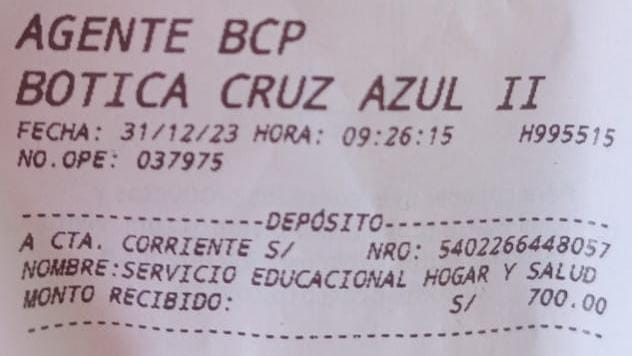 AGENTE BCP
BOTICA CRUZ AZUL II
FECHA: 31/12/23 HORA: 09:26:15 H995515
NO.OPE: 037975
--------------------DEPÓSITO--------------------
A CTA. CORRIENTE S/ NRO: 5402266448057
NOMBRE:SERVICIO EDUCACIONAL HOGAR Y SALUD
MONTO RECIBIDO: S/ 700.00
------------------------------------------------